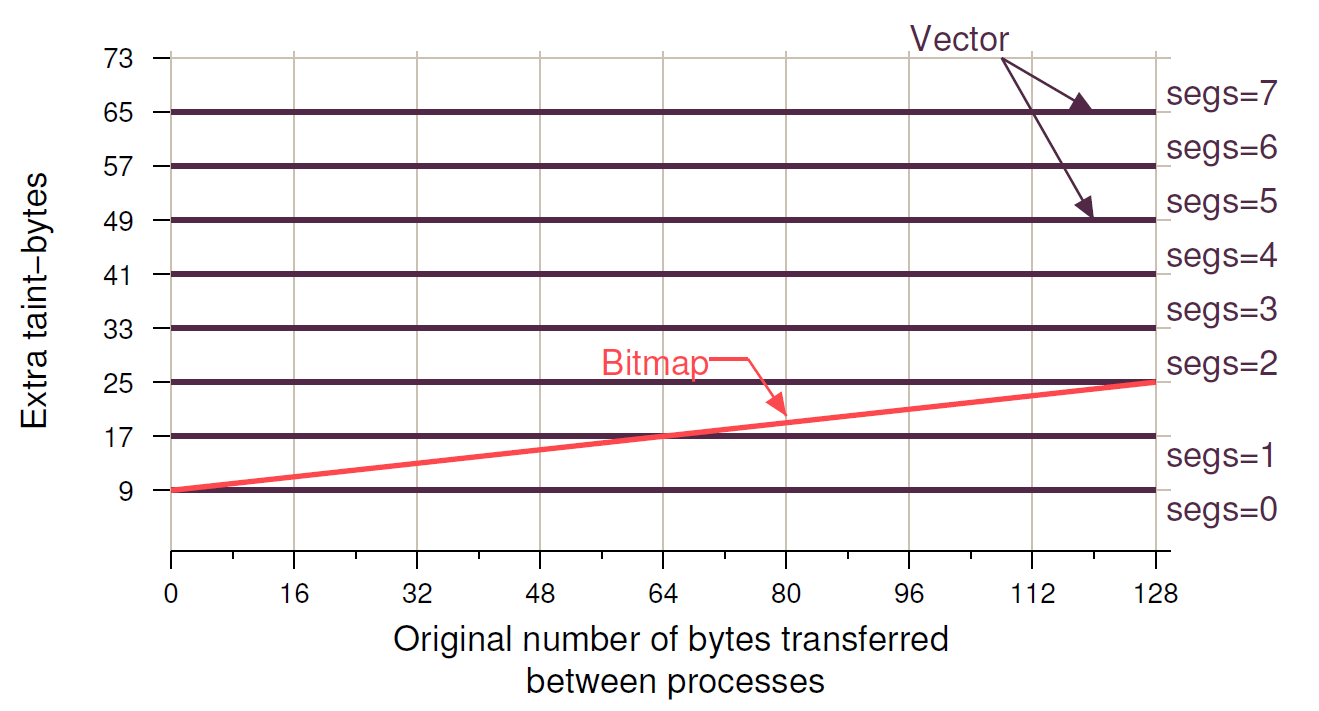 Vector
73
segs=7
65
segs=6
57
segs=5
49
segs=4
41
segs=3
33
Bitmap
segs=2
25
17
segs=1
9
segs=0
Extra taint–bytes
0 16 32 48 64 80 96 112 128
Original number of bytes transferred
between processes